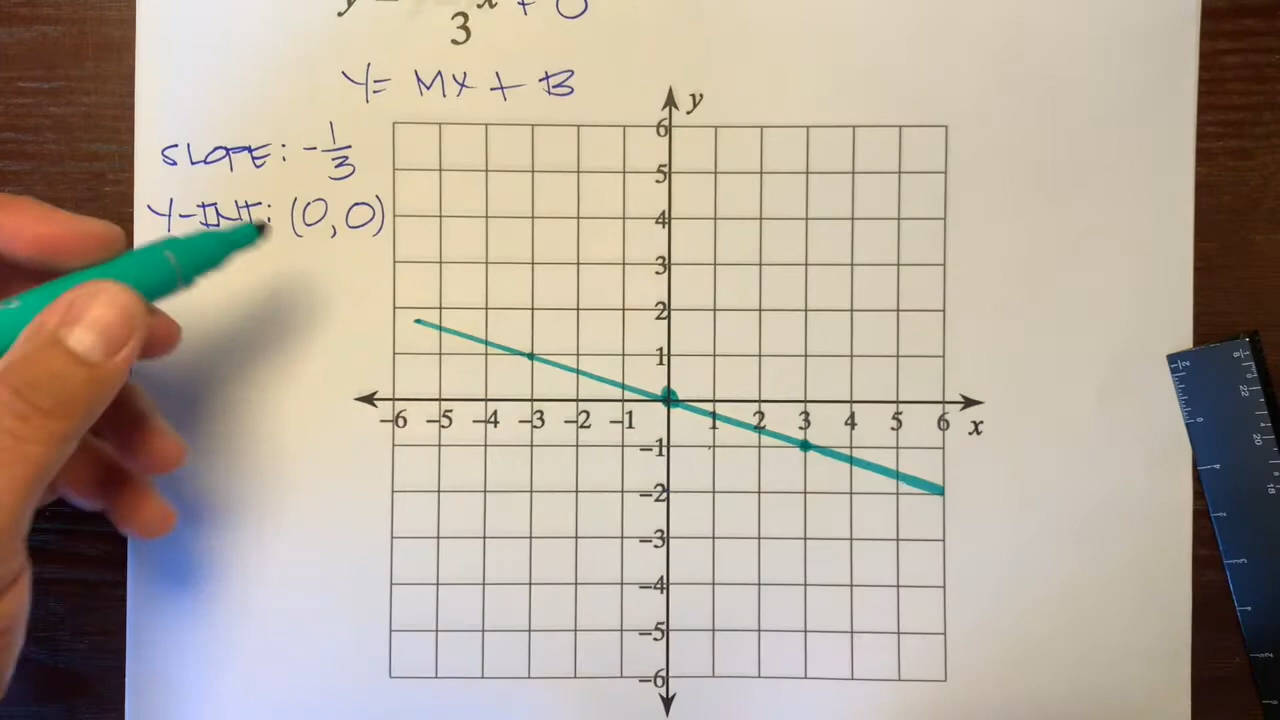 3 x + 0
Y = MX + B
SLOPE: -1/3
Y-INT: (0,0)
y
6
5
4
3
2
1
-6 -5 -4 -3 -2 -1 1 2 3 4 5 6 x
-1
-2
-3
-4
-5
-6